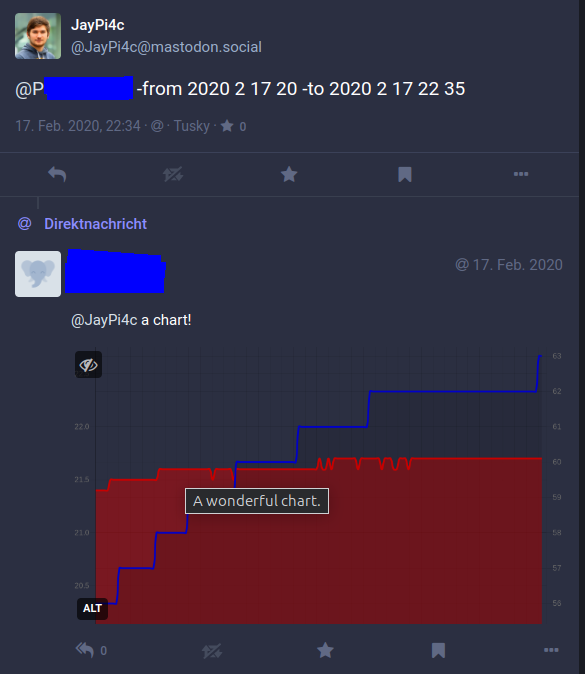 JayPi4c
@JayPi4c@mastodon.social
@P -from 2020 2 17 20 -to 2020 2 17 22 35
17. Feb. 2020, 22:34 · @ · Tusky · ★ 0
@ Direktnachricht
@ 17. Feb. 2020
@JayPi4c a chart!
63
62
22.0 61
60
21.5
59
A wonderful chart.
21.0 58
57
20.5
56
ALT
0